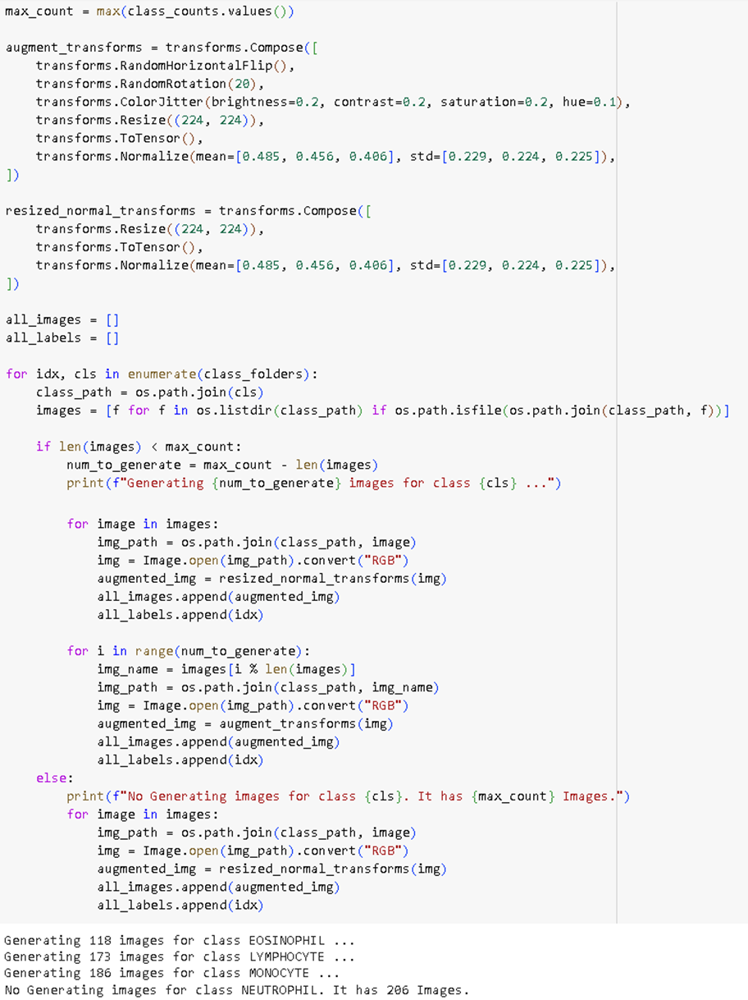 max_count = max(class_counts.values())

augment_transforms = transforms.Compose([
    transforms.RandomHorizontalFlip(),
    transforms.RandomRotation(20),
    transforms.ColorJitter(brightness=0.2, contrast=0.2, saturation=0.2, hue=0.1),
    transforms.Resize((224, 224)),
    transforms.ToTensor(),
    transforms.Normalize(mean=[0.485, 0.456, 0.406], std=[0.229, 0.224, 0.225]),
])

resized_normal_transforms = transforms.Compose([
    transforms.Resize((224, 224)),
    transforms.ToTensor(),
    transforms.Normalize(mean=[0.485, 0.456, 0.406], std=[0.229, 0.224, 0.225]),
])

all_images = []
all_labels = []

for idx, cls in enumerate(class_folders):
    class_path = os.path.join(cls)
    images = [f for f in os.listdir(class_path) if os.path.isfile(os.path.join(class_path, f))]

    if len(images) < max_count:
        num_to_generate = max_count - len(images)
        print(f"Generating {num_to_generate} images for class {cls} ...")

        for image in images:
            img_path = os.path.join(class_path, image)
            img = Image.open(img_path).convert("RGB")
            augmented_img = resized_normal_transforms(img)
            all_images.append(augmented_img)
            all_labels.append(idx)

        for i in range(num_to_generate):
            img_name = images[i % len(images)]
            img_path = os.path.join(class_path, img_name)
            img = Image.open(img_path).convert("RGB")
            augmented_img = augment_transforms(img)
            all_images.append(augmented_img)
            all_labels.append(idx)
    else:
        print(f"No Generating images for class {cls}. It has {max_count} Images.")
        for image in images:
            img_path = os.path.join(class_path, image)
            img = Image.open(img_path).convert("RGB")
            augmented_img = resized_normal_transforms(img)
            all_images.append(augmented_img)
            all_labels.append(idx)

Generating 118 images for class EOSINOPHIL ...
Generating 173 images for class LYMPHOCYTE ...
Generating 186 images for class MONOCYTE ...
No Generating images for class NEUTROPHIL. It has 206 Images.